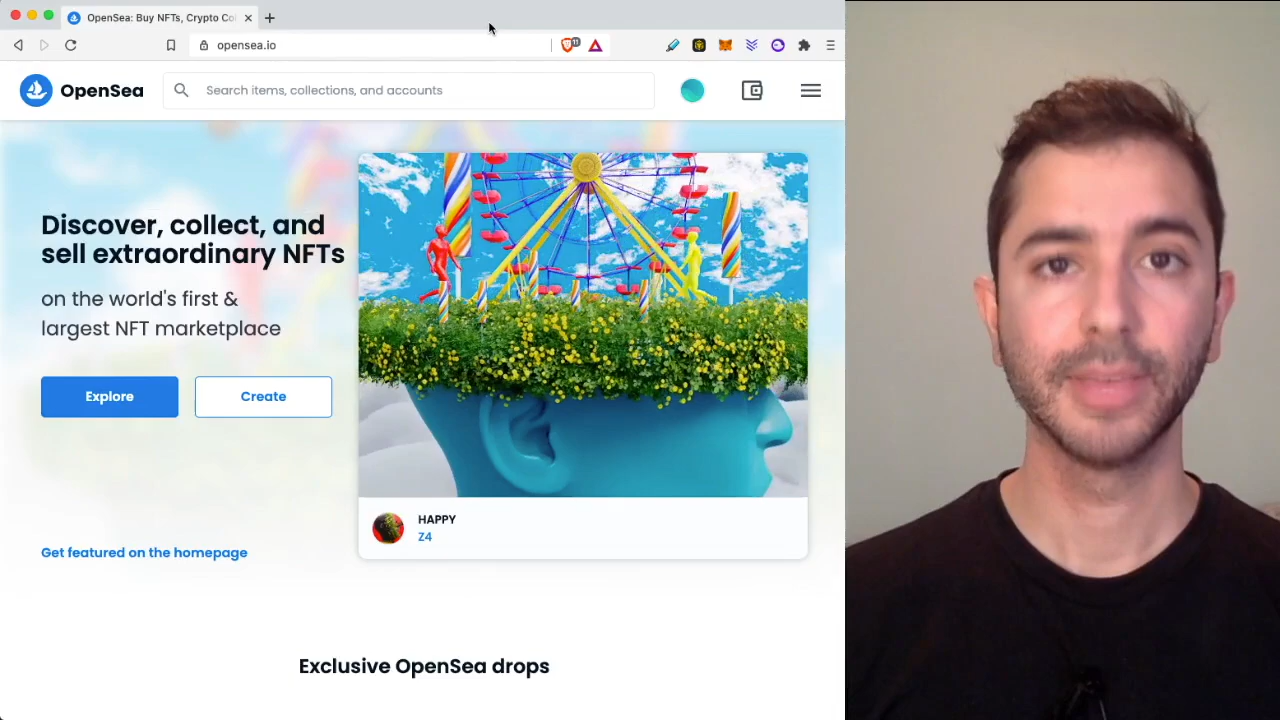 OpenSea: Buy NFTs, Crypto Co
opensea.io
11
OpenSea
Search items, collections, and accounts
Discover, collect, and
sell extraordinary NFTs
on the world's first &
largest NFT marketplace
Explore
Create
HAPPY
Z4
Get featured on the homepage
Exclusive OpenSea drops